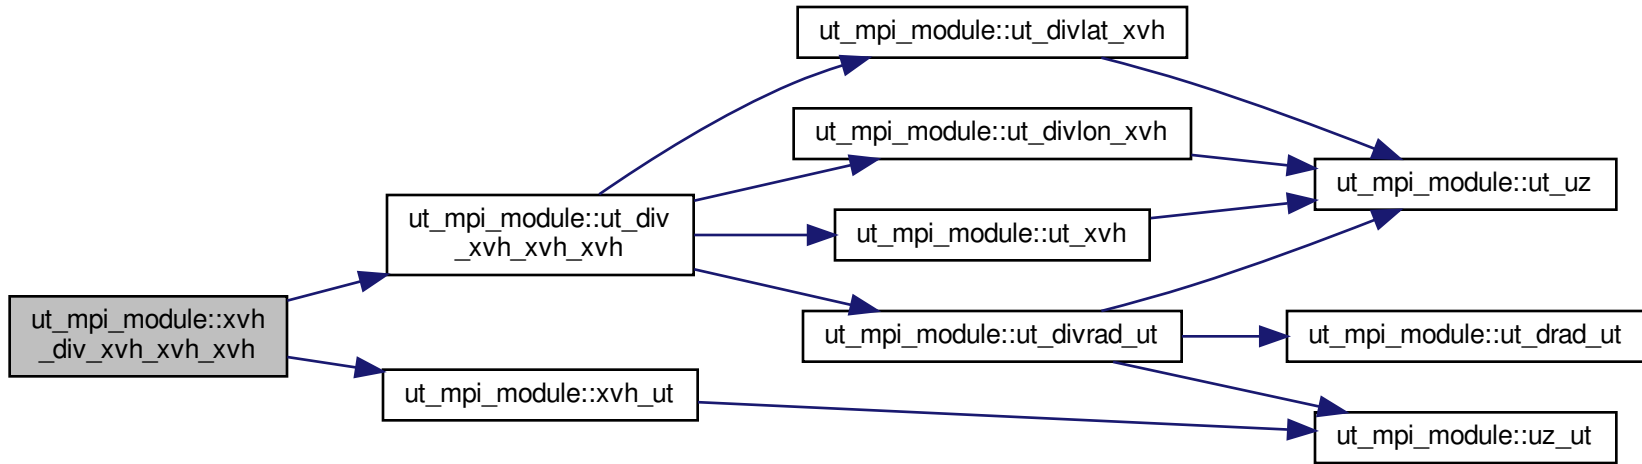 ut_mpi_module::ut_divlat_xvh
ut_mpi_module::ut_divlon_xvh
ut_mpi_module::ut_uz
ut_mpi_module::ut_div
_xvh_xvh_xvh
ut_mpi_module::ut_xvh
ut_mpi_module::xvh
_div_xvh_xvh_xvh
ut_mpi_module::ut_divrad_ut
ut_mpi_module::ut_drad_ut
ut_mpi_module::xvh_ut
ut_mpi_module::uz_ut